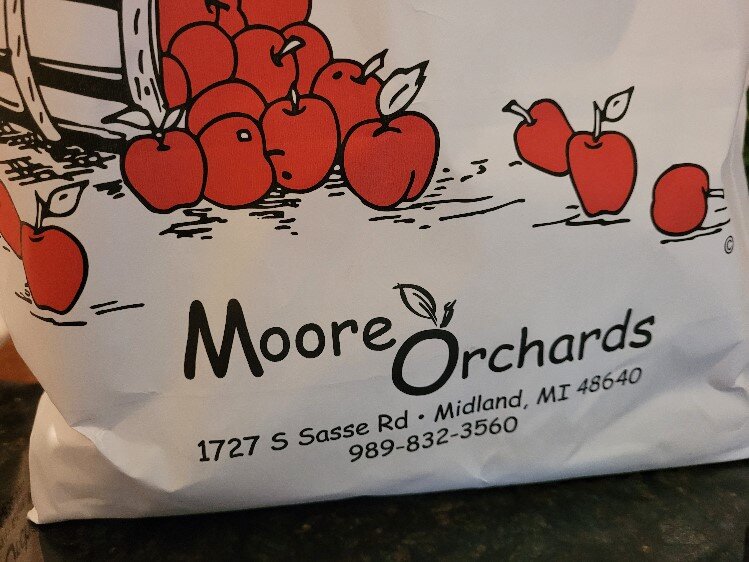 ©
Moore Orchards
1727 S Sasse Rd • Midland, MI 48640
989-832-3560